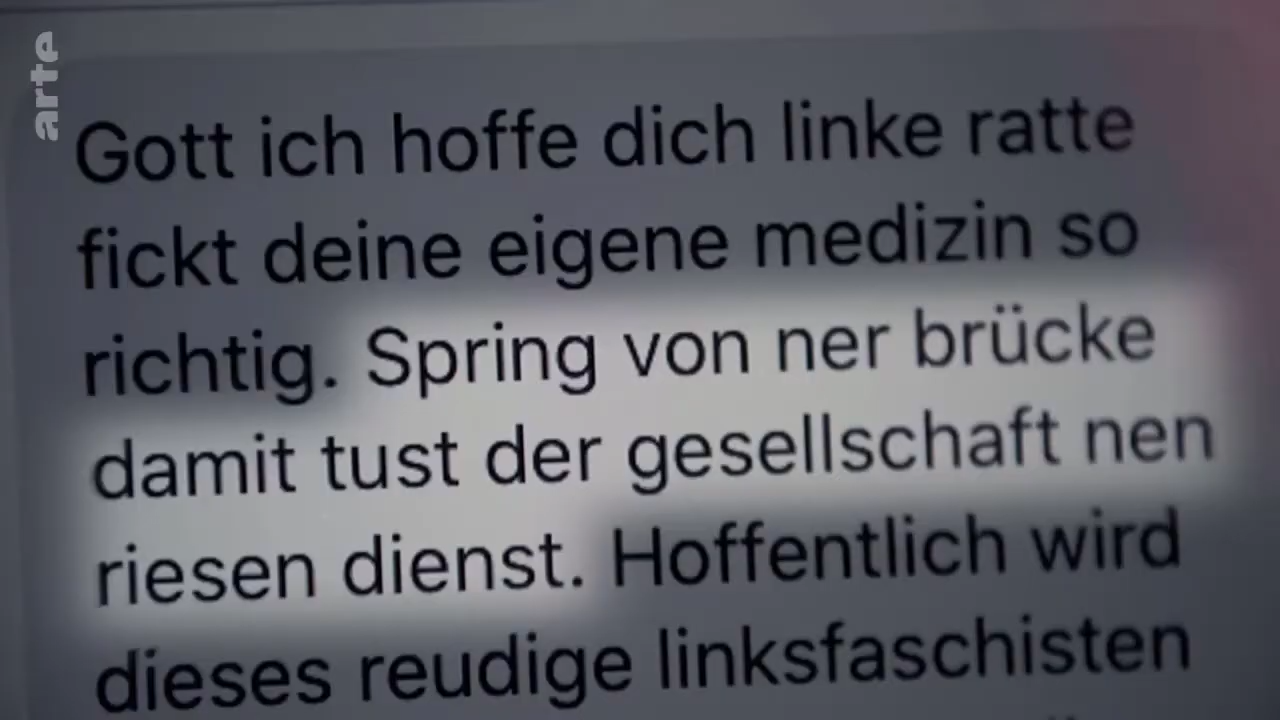 arte
Gott ich hoffe dich linke ratte
fickt deine eigene medizin so
richtig. Spring von ner brücke
damit tust der gesellschaft nen
riesen dienst. Hoffentlich wird
dieses reudige linksfaschisten